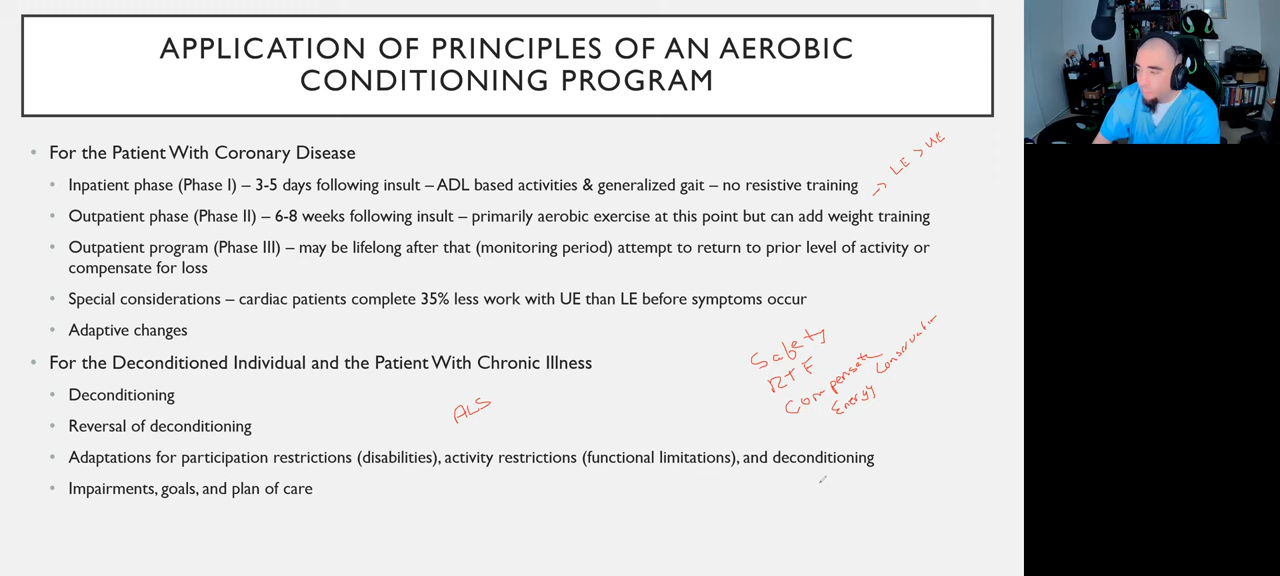 APPLICATION OF PRINCIPLES OF AN AEROBIC
CONDITIONING PROGRAM
• For the Patient With Coronary Disease
• Inpatient phase (Phase I) – 3-5 days following insult – ADL based activities & generalized gait – no resistive training
→ LE > UE
• Outpatient phase (Phase II) – 6-8 weeks following insult – primarily aerobic exercise at this point but can add weight training
• Outpatient program (Phase III) – may be lifelong after that (monitoring period) attempt to return to prior level of activity or
compensate for loss
• Special considerations – cardiac patients complete 35% less work with UE than LE before symptoms occur
• Adaptive changes
• For the Deconditioned Individual and the Patient With Chronic Illness
Safety
RTF
Compensate
Energy Conservation
• Deconditioning
ALS
• Reversal of deconditioning
• Adaptations for participation restrictions (disabilities), activity restrictions (functional limitations), and deconditioning
• Impairments, goals, and plan of care